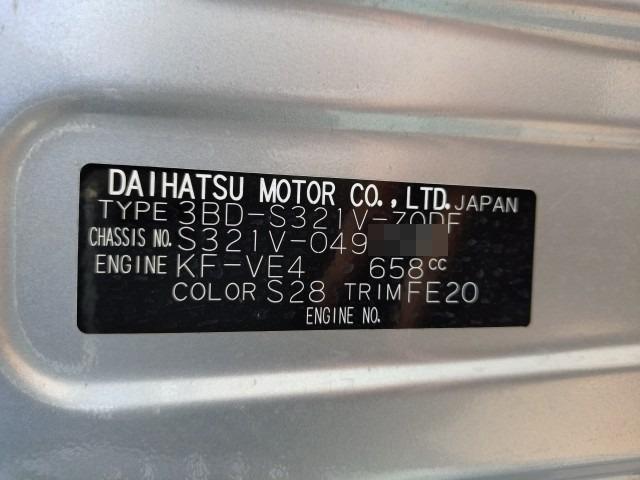 DAIHATSU MOTOR CO., LTD. JAPAN
TYPE 3BD-S321V-ZQDF
CHASSIS NO. S321V-049
ENGINE KF-VE4 658cc
COLOR S28 TRIM FE20
ENGINE NO.